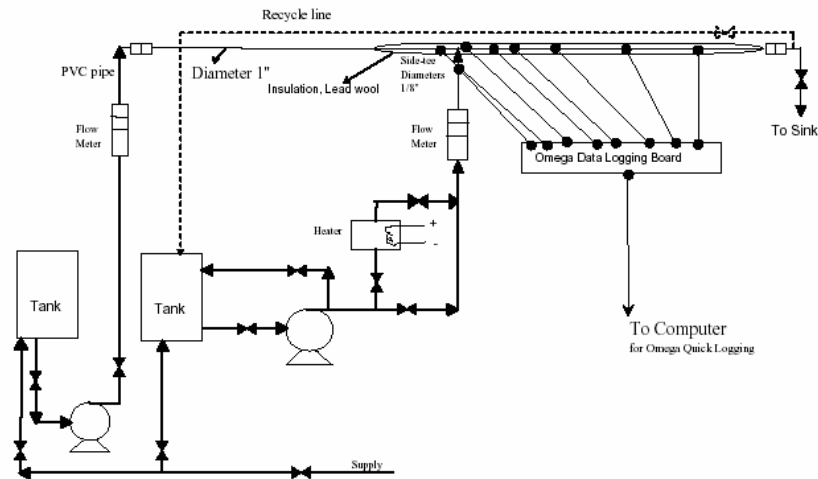 Recycle line
PVC pipe
Diameter 1"
Insulation, Lead wool
Side-tee
Diameters
1/8"
Flow
Meter
Flow
Meter
To Sink
Omega Data Logging Board
Heater
+
-
Tank
Tank
To Computer
for Omega Quick Logging
Supply